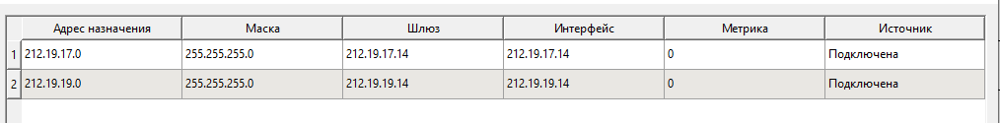 Адрес назначения Маска Шлюз Интерфейс Метрика Источник
1 212.19.17.0 255.255.255.0 212.19.17.14 212.19.17.14 0 Подключена
2 212.19.19.0 255.255.255.0 212.19.19.14 212.19.19.14 0 Подключена